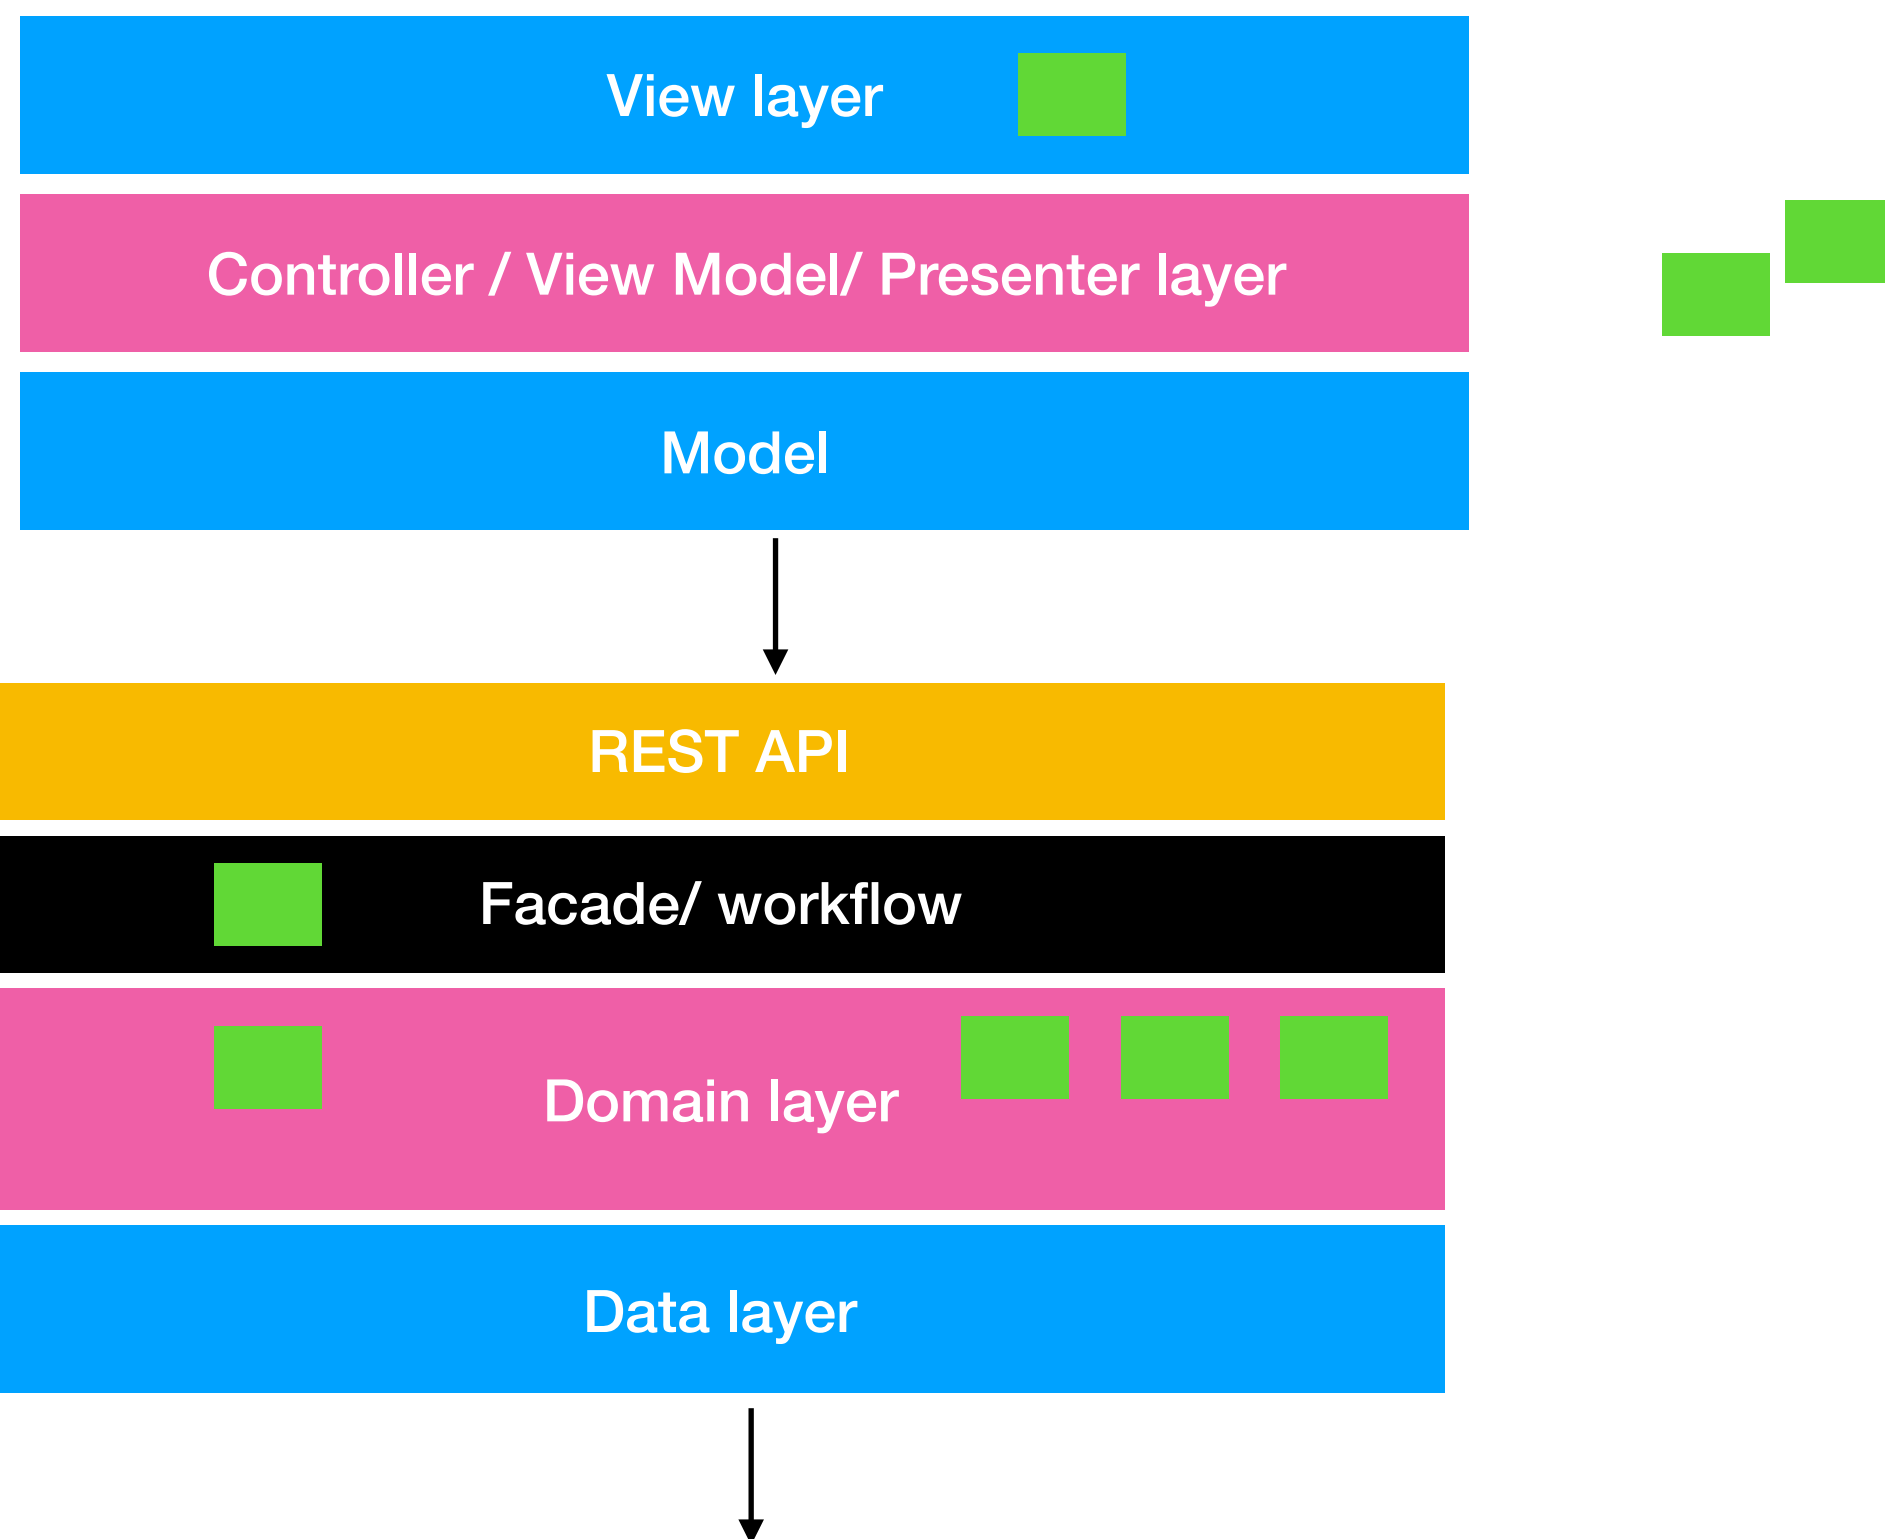 View layer
Controller / View Model/ Presenter layer
Model
REST API
Facade/ workflow
Domain layer
Data layer